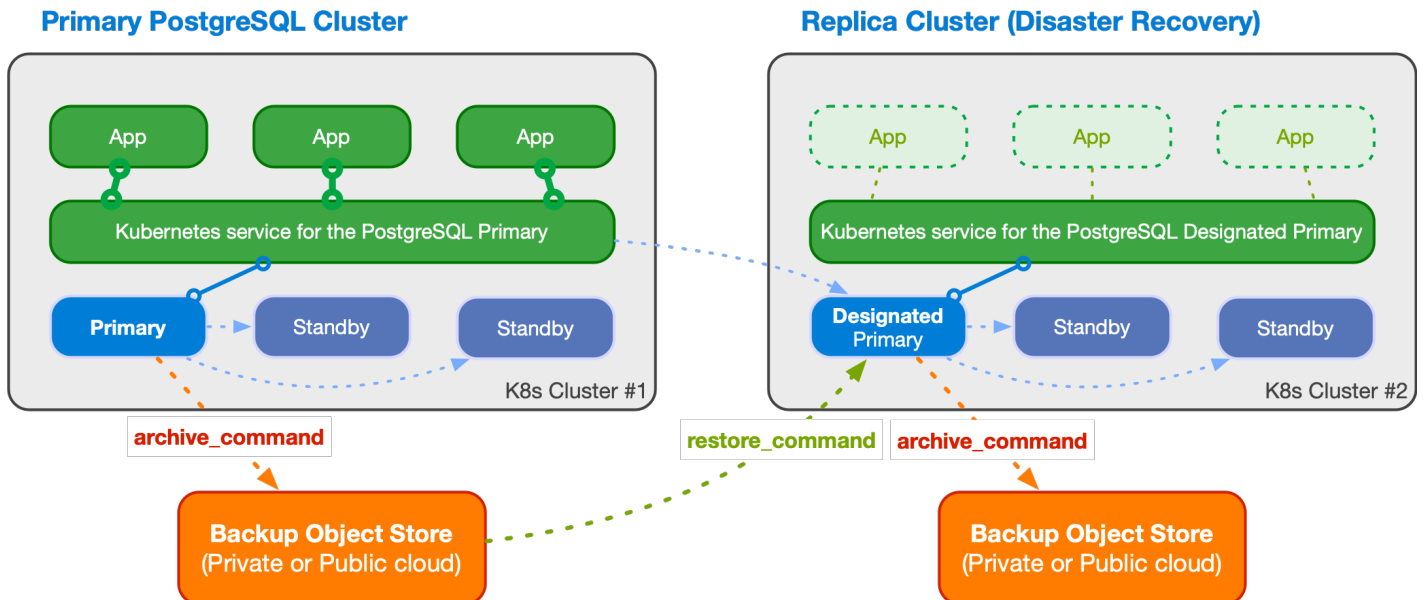 Primary PostgreSQL Cluster
Replica Cluster (Disaster Recovery)
App
App
App
Kubernetes service for the PostgreSQL Primary
Primary
Standby
Standby
K8s Cluster #1
App
App
App
Kubernetes service for the PostgreSQL Designated Primary
Designated
Primary
Standby
Standby
K8s Cluster #2
archive_command
restore_command
archive_command
Backup Object Store
(Private or Public cloud)
Backup Object Store
(Private or Public cloud)